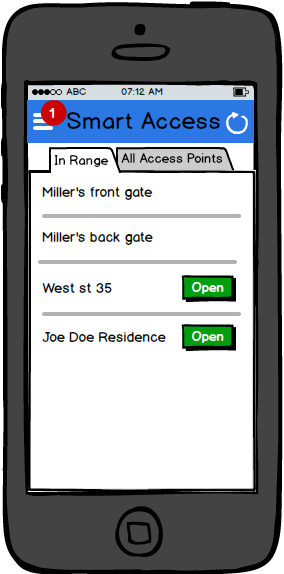 ABC 07:12 AM
1
Smart Access
In Range All Access Points
Miller's front gate
Miller's back gate
West st 35 Open
Joe Doe Residence Open